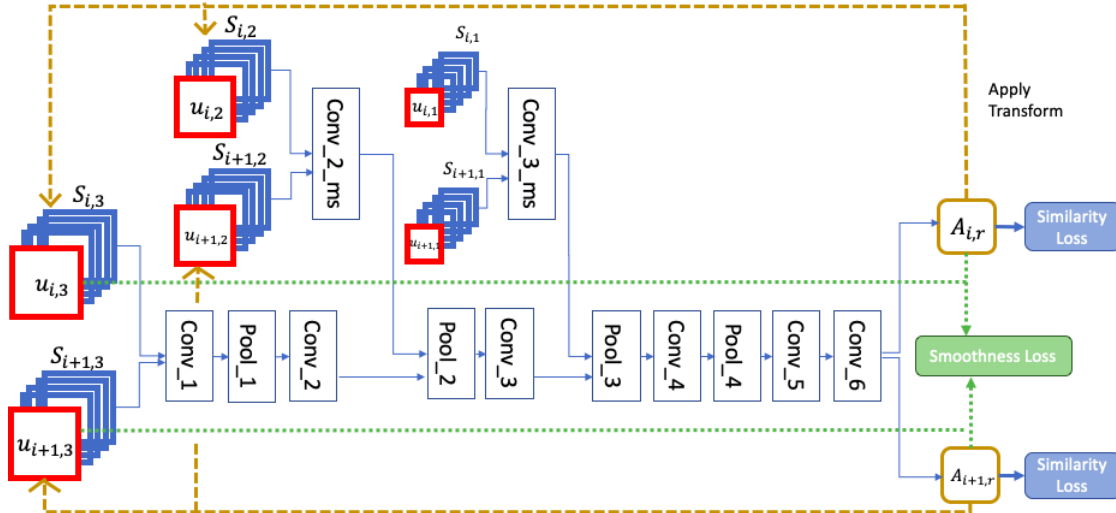 S_{i,2}
u_{i,2}
S_{i+1,2}
u_{i+1,2}
S_{i,1}
u_{i,1}
S_{i+1,1}
u_{i+1,1}
S_{i,3}
u_{i,3}
S_{i+1,3}
u_{i+1,3}
Conv_2_ms
Conv_3_ms
Conv_1
Pool_1
Conv_2
Pool_2
Conv_3
Pool_3
Conv_4
Pool_4
Conv_5
Conv_6
Apply
Transform
A_{i,r}
Similarity
Loss
Smoothness Loss
A_{i+1,r}
Similarity
Loss